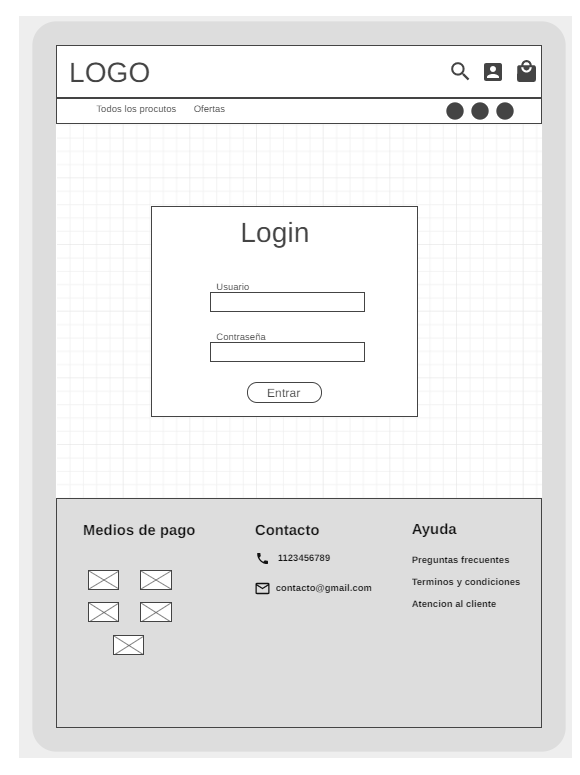 LOGO
Todos los procutos Ofertas
Login
Usuario
Contraseña
Entrar
Medios de pago
Contacto
1123456789
contacto@gmail.com
Ayuda
Preguntas frecuentes
Terminos y condiciones
Atencion al cliente